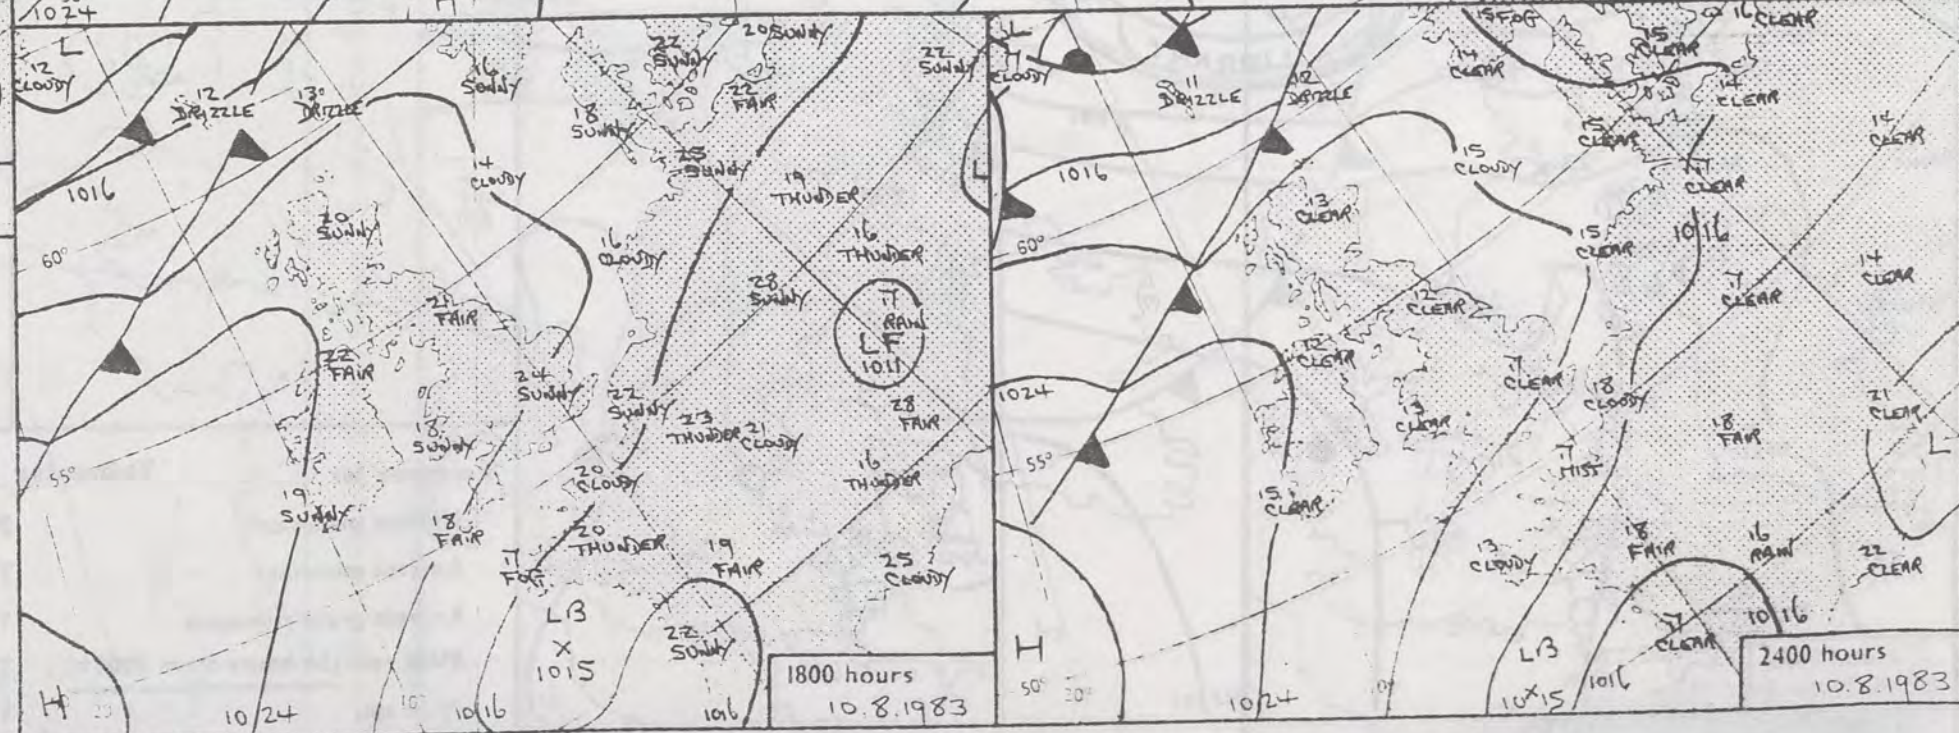 1024
H
L
12
CLOUDY
12
DRIZZLE
13°
DRIZZLE
16
SUNNY
22
SUNNY
20 SUNNY
22
SUNNY
22
FAIR
18
SUNNY
25
SUNNY
14
CLOUDY
19
THUNDER
L
1016
20
SUNNY
16
CLOUDY
16
THUNDER
60°
28
SUNNY
17
RAIN
LF
1011
21
FAIR
22
FAIR
24
SUNNY
22
SUNNY
28
FAIR
23
THUNDER
21
CLOUDY
18
SUNNY
55°
20
CLOUDY
16
THUNDER
19
SUNNY
18
FAIR
20
THUNDER
17
FOG
19
FAIR
25
CLOUDY
LB
X
1015
22
SUNNY
H
20
1024
10°
1016
1016
1800 hours
10.8.1983
L
CLOUDY
11
DRIZZLE
12
DRIZZLE
15 FOG
14
CLEAR
15
CLEAR
16 CLEAR
14
CLEAR
15
CLEAR
14
CLEAR
1016
15
CLOUDY
17
CLEAR
13
CLEAR
60°
15
CLEAR
1016
14
CLEAR
17
CLEAR
12
CLEAR
12
CLEAR
1024
17
CLEAR
18
CLOUDY
21
CLEAR
13
CLEAR
18
FAIR
L
55°
17
MIST
15
CLEAR
13
CLOUDY
18
FAIR
16
RAIN
22
CLEAR
1016
17
CLEAR
H
LB
X
1015
50°
20°
1024
10°
1016
2400 hours
10.8.1983